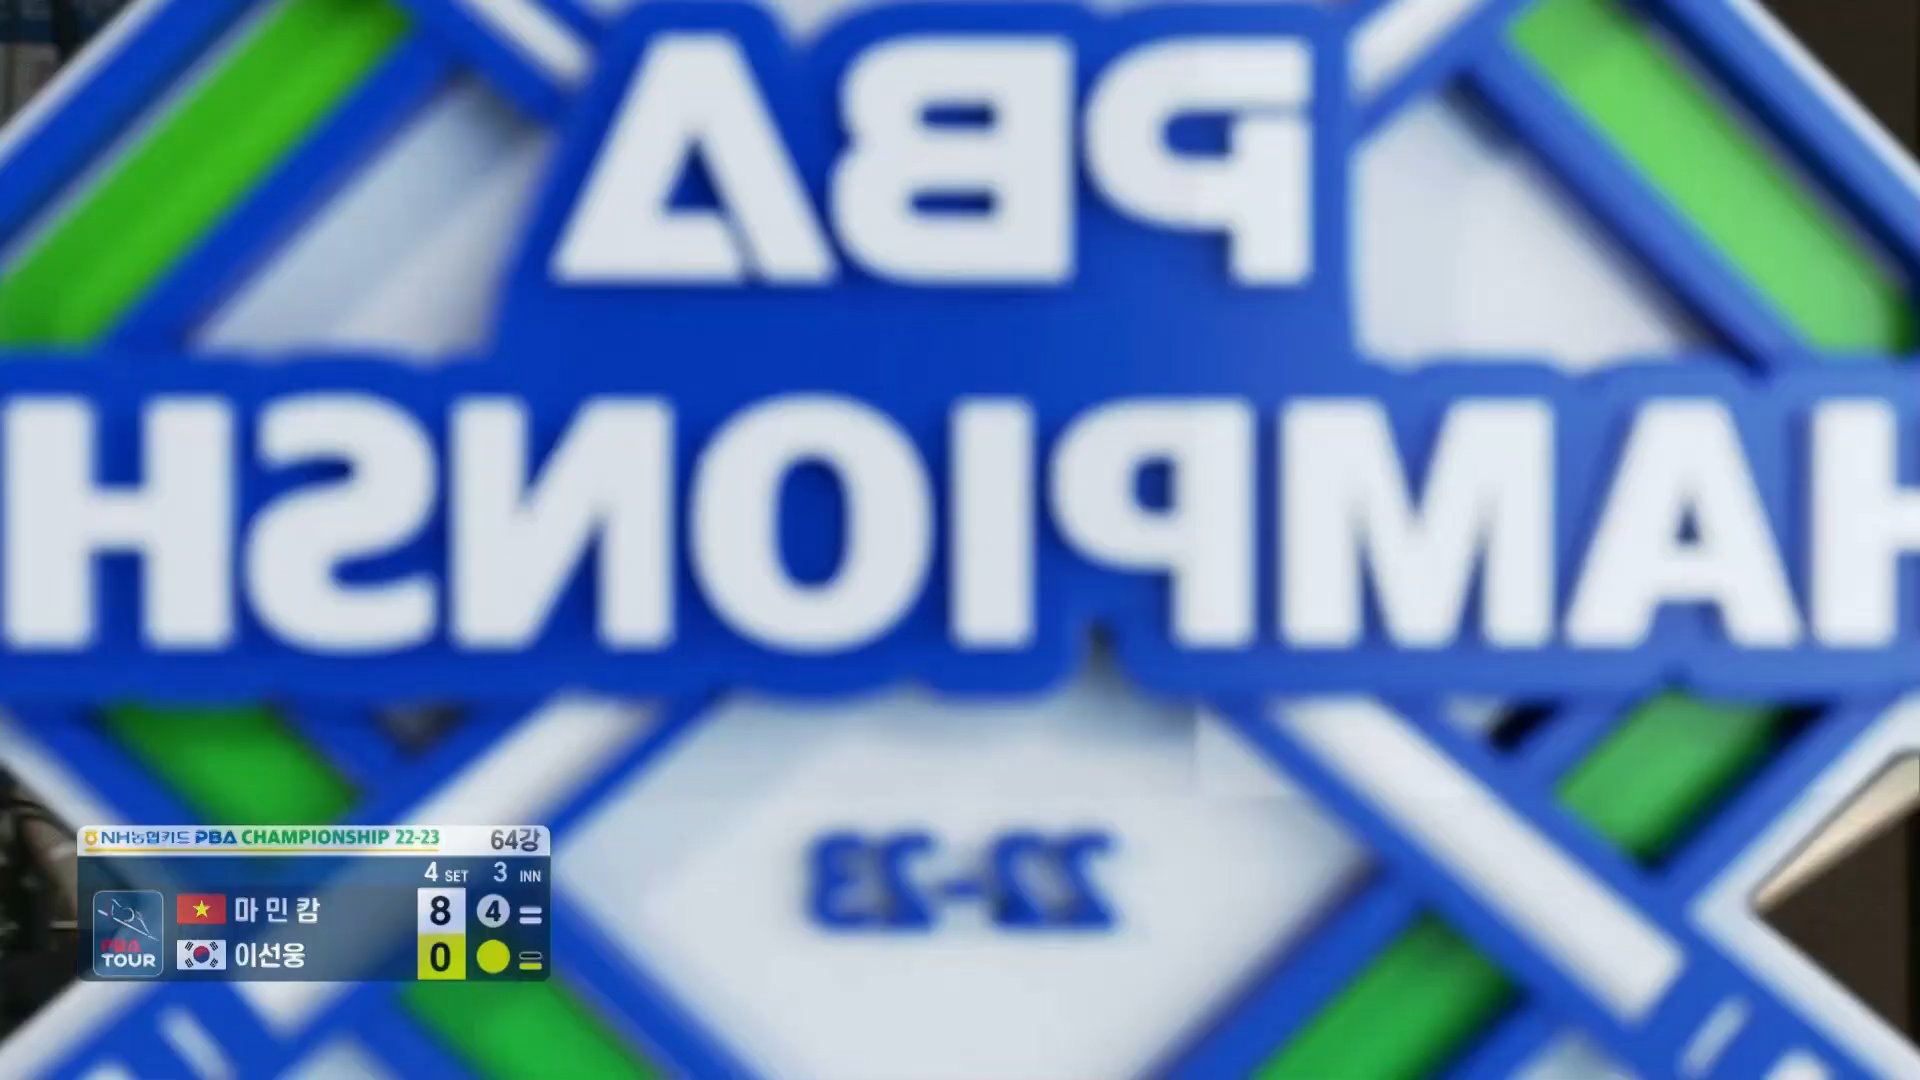 PBA
HAMPIONSH
22-23
NH농협카드 PBA CHAMPIONSHIP 22-23 64강
4 SET 3 INN
마 민 캄 8 4
이선웅 0
PBA TOUR